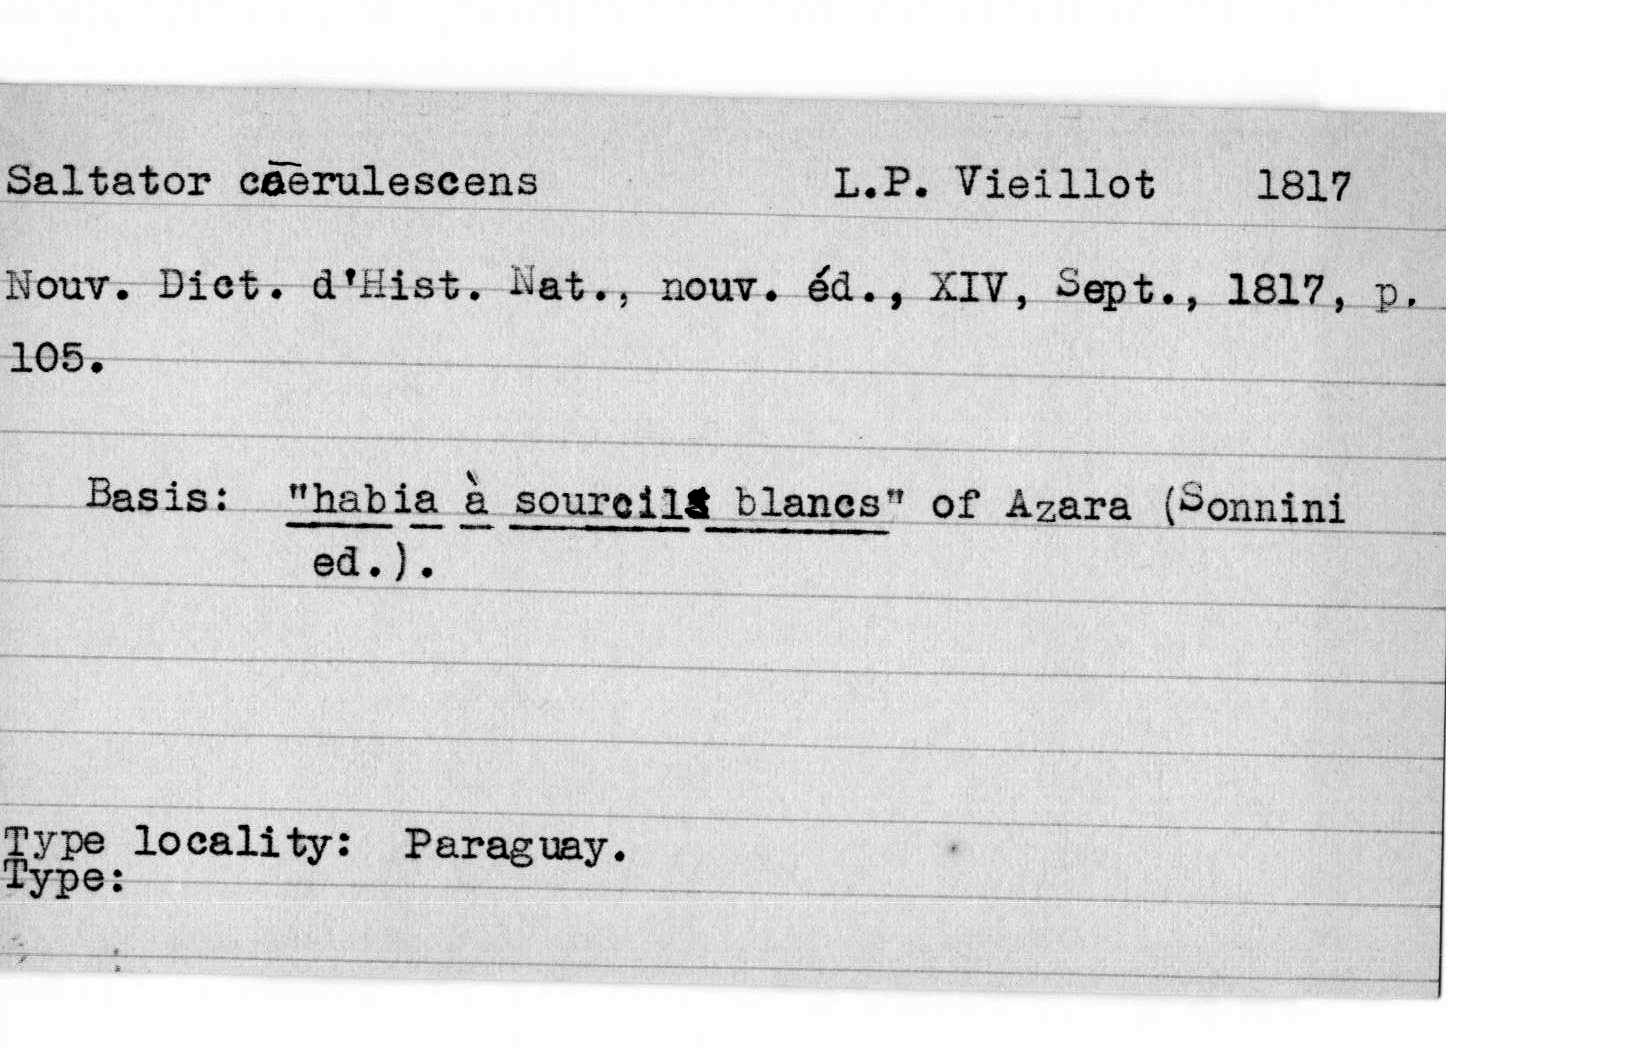 Saltator caerulescens L.P. Vieillot 1817
Nouv. Dict. d'Hist. Nat., nouv. éd., XIV, Sept., 1817, p.
105.
Basis: "habia à sourcils blancs" of Azara (Sonnini
ed.).
Type locality: Paraguay.
Type: